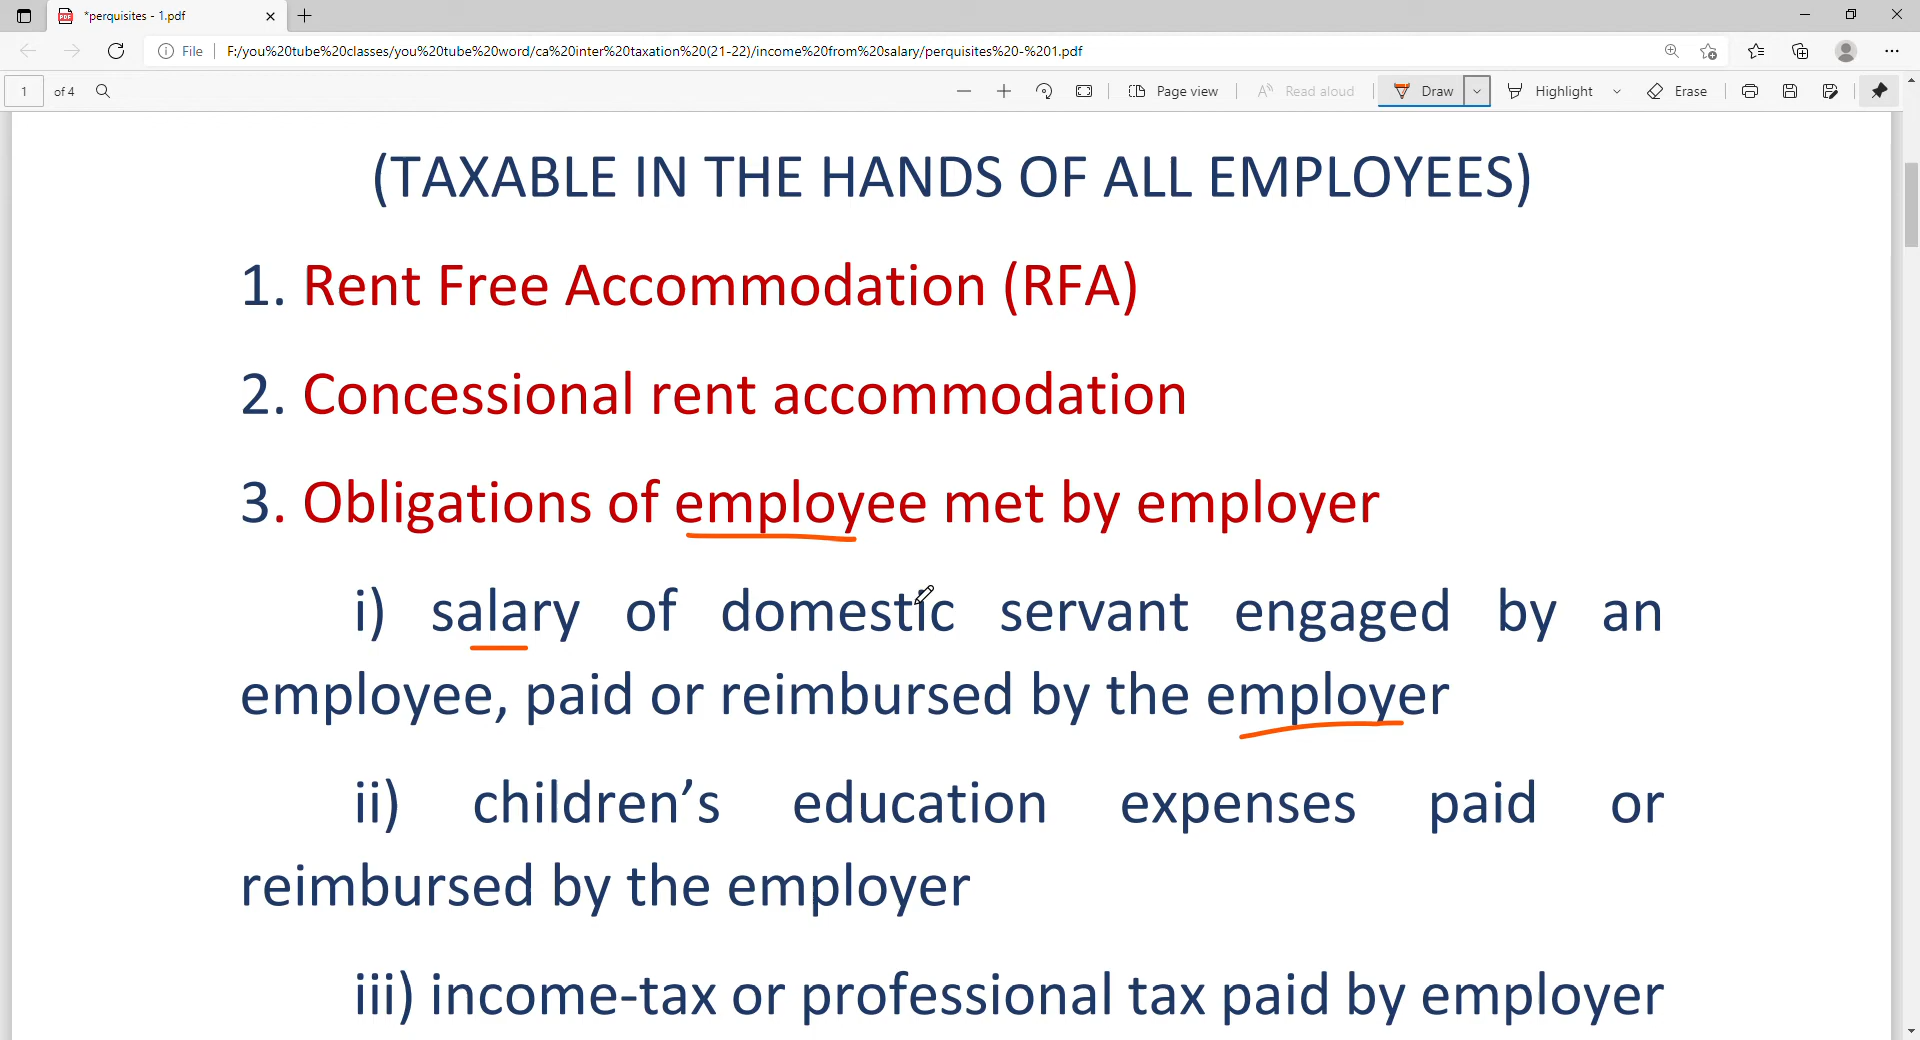 *perquisites - 1.pdf
File F:/you%20tube%20classes/you%20tube%20word/ca%20inter%20taxation%20(21-22)/income%20from%20salary/perquisites%20-%201.pdf
1 of 4 Page view Read aloud Draw Highlight Erase
(TAXABLE IN THE HANDS OF ALL EMPLOYEES)
1. Rent Free Accommodation (RFA)
2. Concessional rent accommodation
3. Obligations of employee met by employer
i) salary of domestic servant engaged by an
employee, paid or reimbursed by the employer
ii) children’s education expenses paid or
reimbursed by the employer
iii) income-tax or professional tax paid by employer